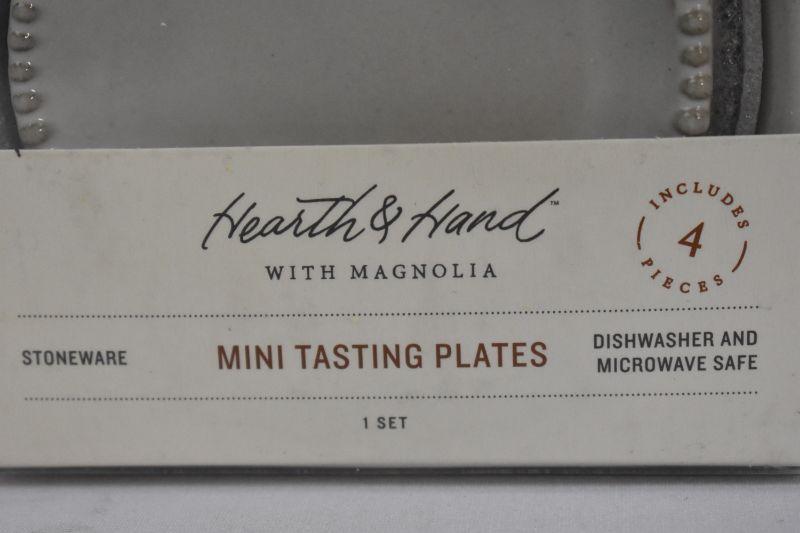 Hearth & Hand™
WITH MAGNOLIA
INCLUDES
4
PIECES
STONEWARE
MINI TASTING PLATES
DISHWASHER AND
MICROWAVE SAFE
1 SET